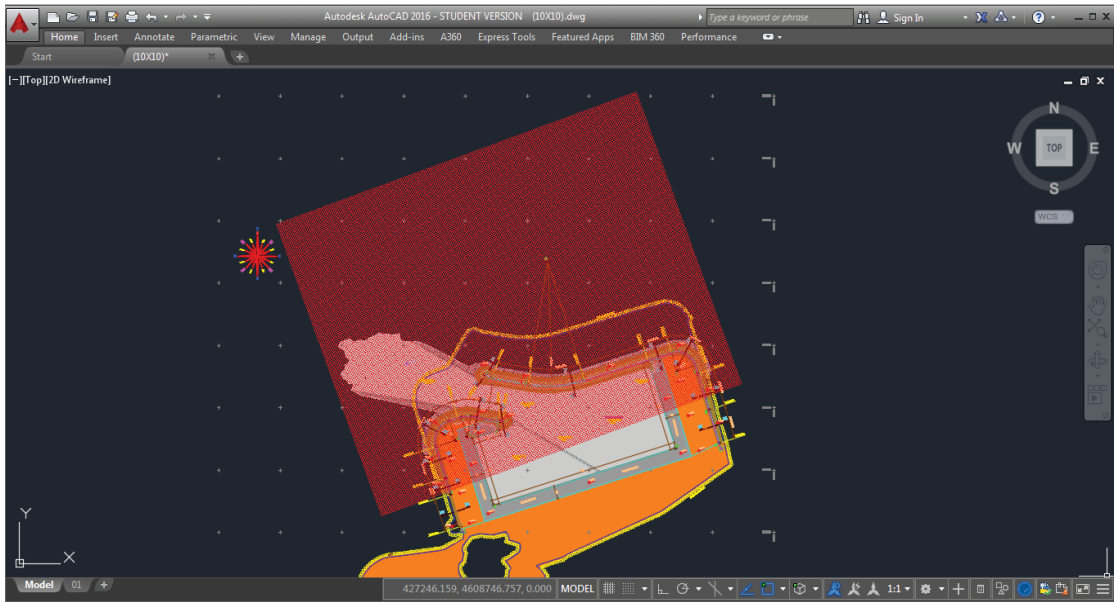 Autodesk AutoCAD 2016 - STUDENT VERSION (10X10).dwg
Type a keyword or phrase
Sign In
Home Insert Annotate Parametric View Manage Output Add-ins A360 Express Tools Featured Apps BIM 360 Performance
Start (10X10)*
[-][Top][2D Wireframe]
N
W TOP E
S
WCS
Y
X
Model 01 +
427246.159, 4608746.757, 0.000 MODEL 1:1